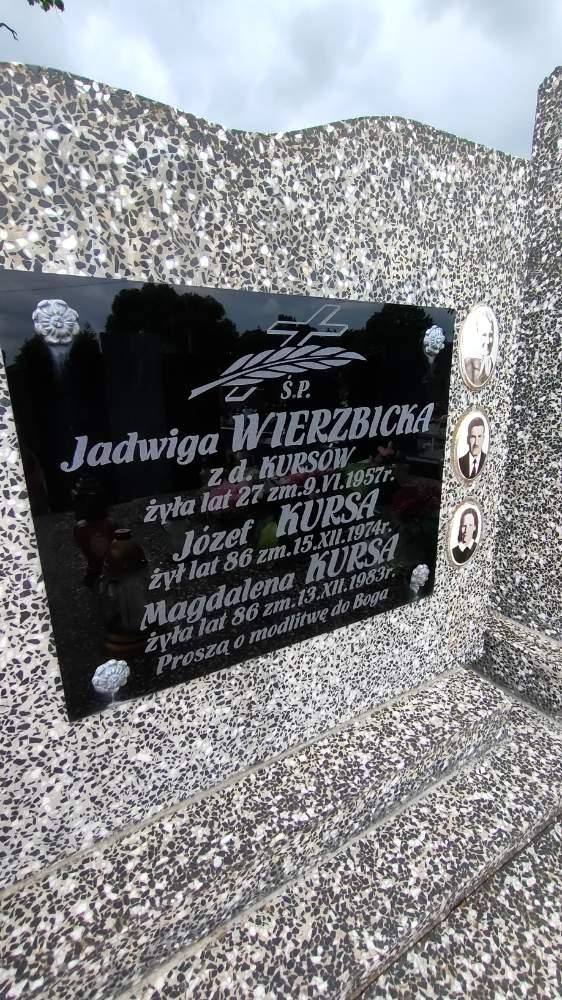 Ś.P.
Jadwiga WIERZBICKA
z d. KURSÓW
żyła lat 27 zm.9.VI.1957r.
Józef KURSA
żył lat 86 zm.15.XII.1974r.
Magdalena KURSA
żyła lat 86 zm.13.XII.1983r.
Proszą o modlitwę do Boga